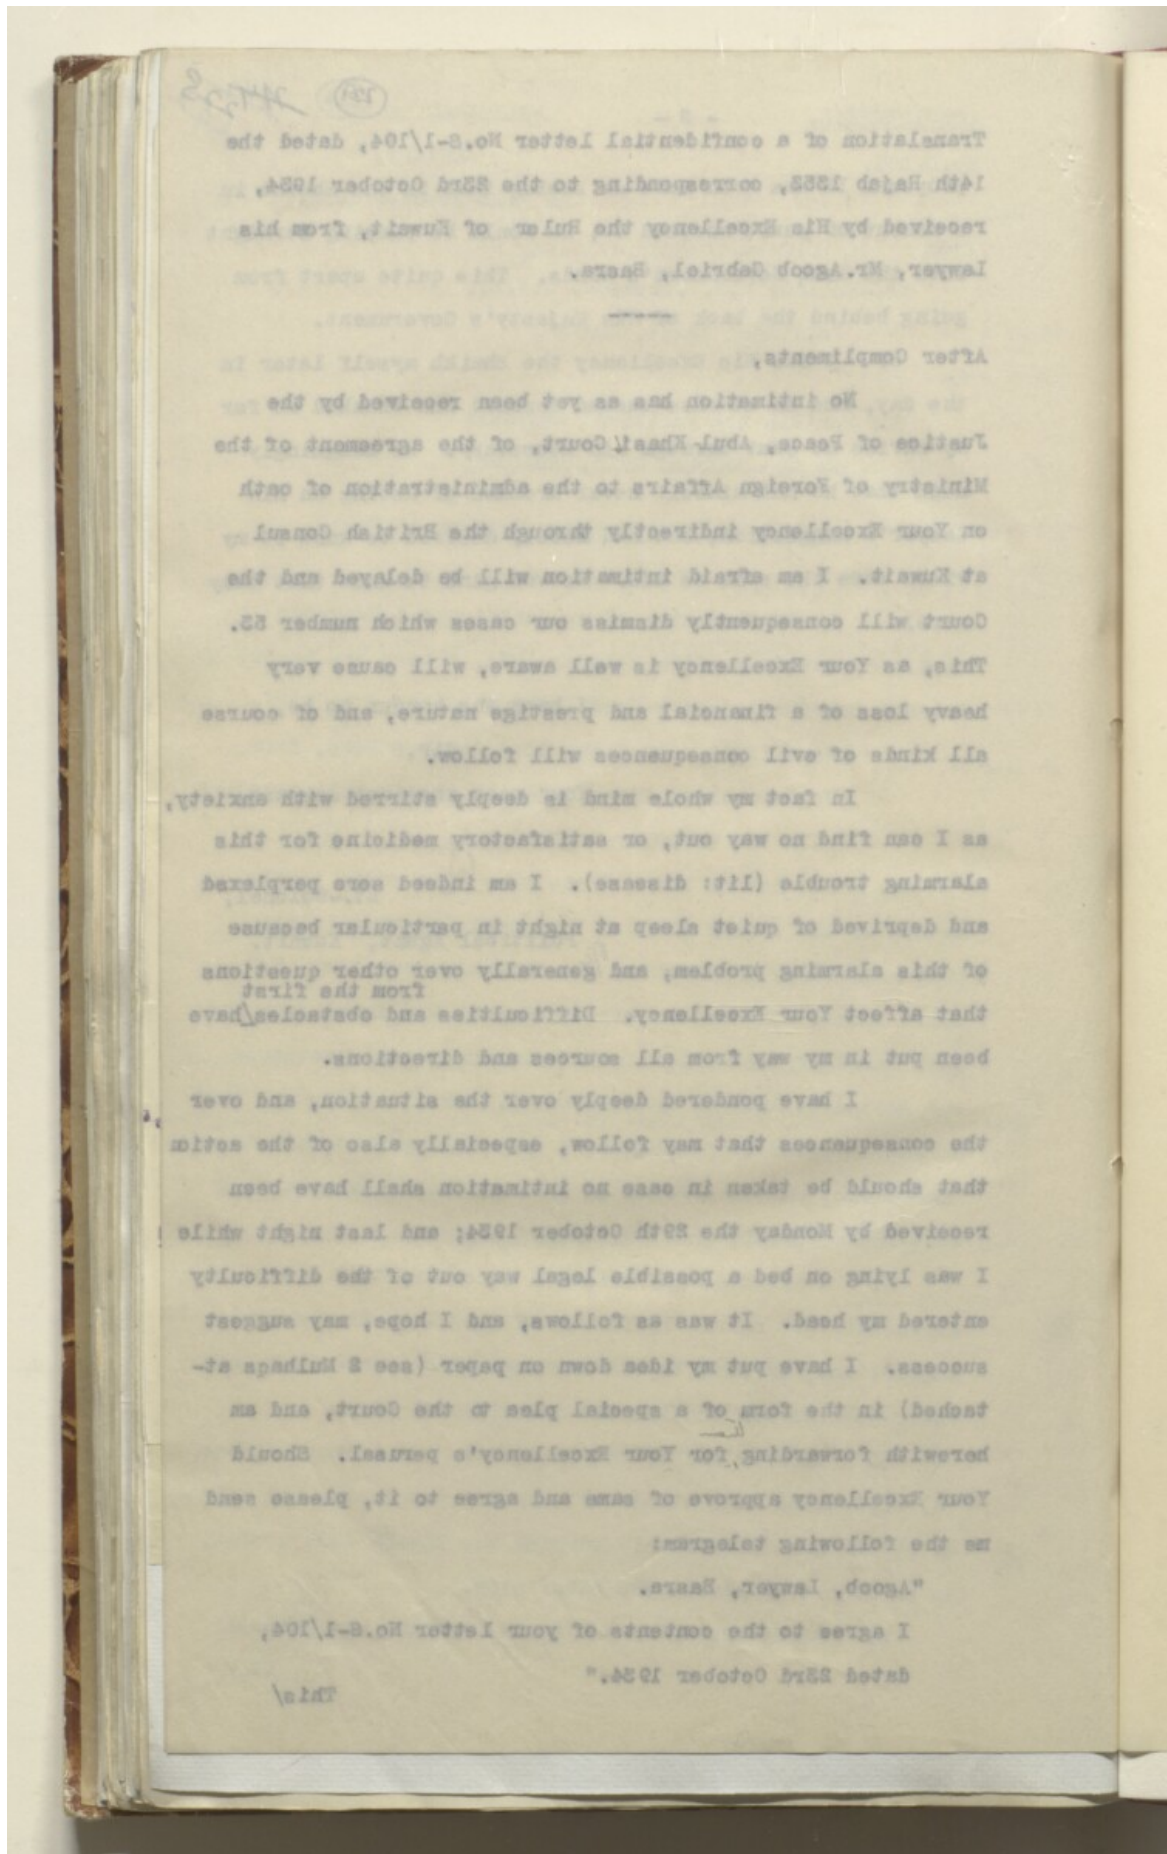 Translation of a confidential letter No.S-1/104, dated the
14th Rajab 1353, corresponding to the 23rd October 1934,
received by His Excellency the Ruler of Kuwait, from his
Lawyer, Mr. Agoob Gabriel, Basra.
After Compliments,
No intimation has as yet been received by the
Justice of Peace, Abul-Khasi/Court, of the agreement of the
Ministry of Foreign Affairs to the administration of oath
on Your Excellency indirectly through the British Consul
at Kuwait. I am afraid intimation will be delayed and the
Court will consequently dismiss our cases which number 53.
This, as Your Excellency is well aware, will cause very
heavy loss of a financial and prestige nature, and of course
all kinds of evil consequences will follow.
In fact my whole mind is deeply stirred with anxiety,
as I can find no way out, or satisfactory medicine for this
alarming trouble (lit: disease). I am indeed sore perplexed
and deprived of quiet sleep at night in particular because
of this alarming problem, and generally over other questions
from the first
that affect Your Excellency. Difficulties and obstacles/have
been put in my way from all sources and directions.
I have pondered deeply over the situation, and over
the consequences that may follow, especially also of the action
that should be taken in case no intimation shall have been
received by Monday the 29th October 1934; and last night while
I was lying on bed a possible legal way out of the difficulty
entered my head. It was as follows, and I hope, may suggest
success. I have put my idea down on paper (see 2 Mulhaqs at-
tached) in the form of a special plea to the Court, and am
herewith forwarding, for Your Excellency's perusal. Should
Your Excellency approve of same and agree to it, please send
me the following telegram:
"Agoob, Lawyer, Basra.
I agree to the contents of your letter No.S-1/104,
dated 23rd October 1934."
This/